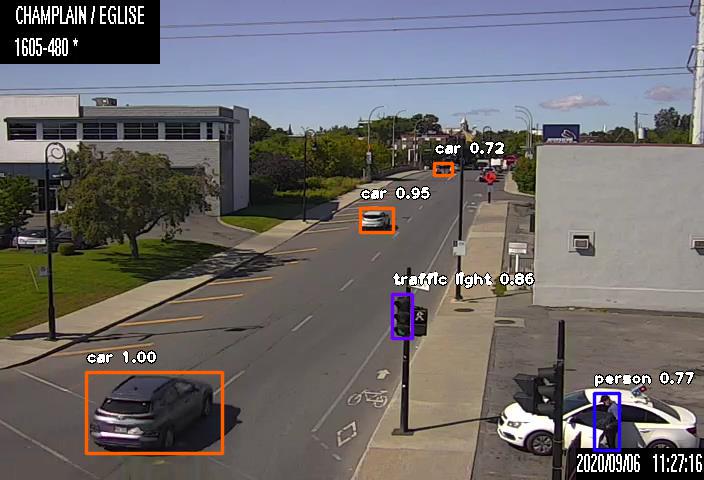 CHAMPLAIN / EGLISE
1605-480 *
car 0.72
car 0.95
traffic light 0.86
car 1.00
person 0.77
2020/09/06 11:27:16